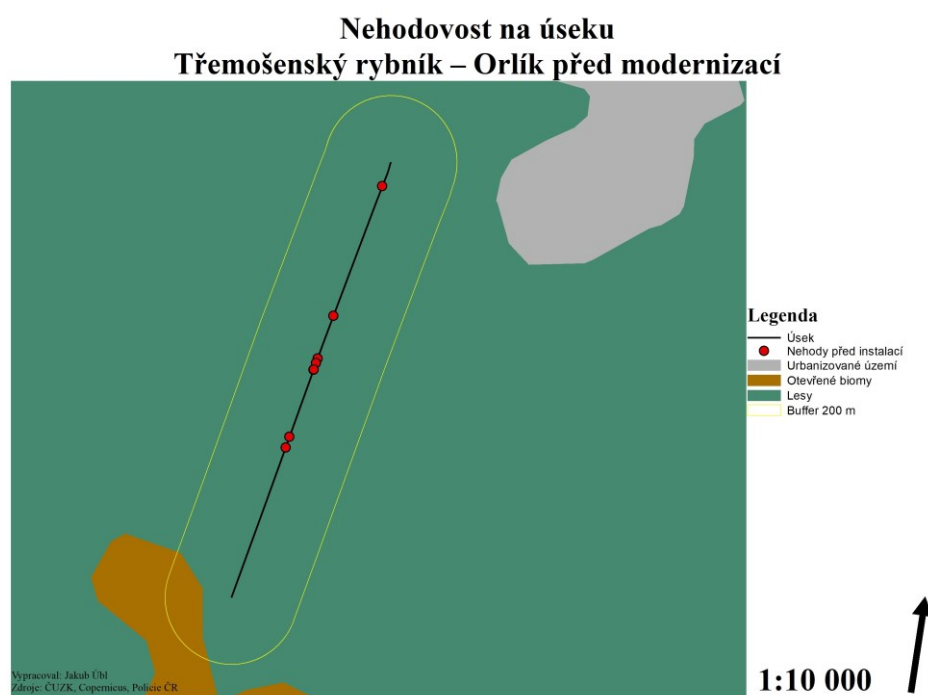 Nehodovost na úseku
Třemošenský rybník – Orlík před modernizací
Legenda
Úsek
Nehody před instalací
Urbanizované území
Otevřené biomy
Lesy
Buffer 200 m
Vypracoval: Jakub Übl
Zdroje: ČUZK, Copernicus, Policie ČR
1:10 000